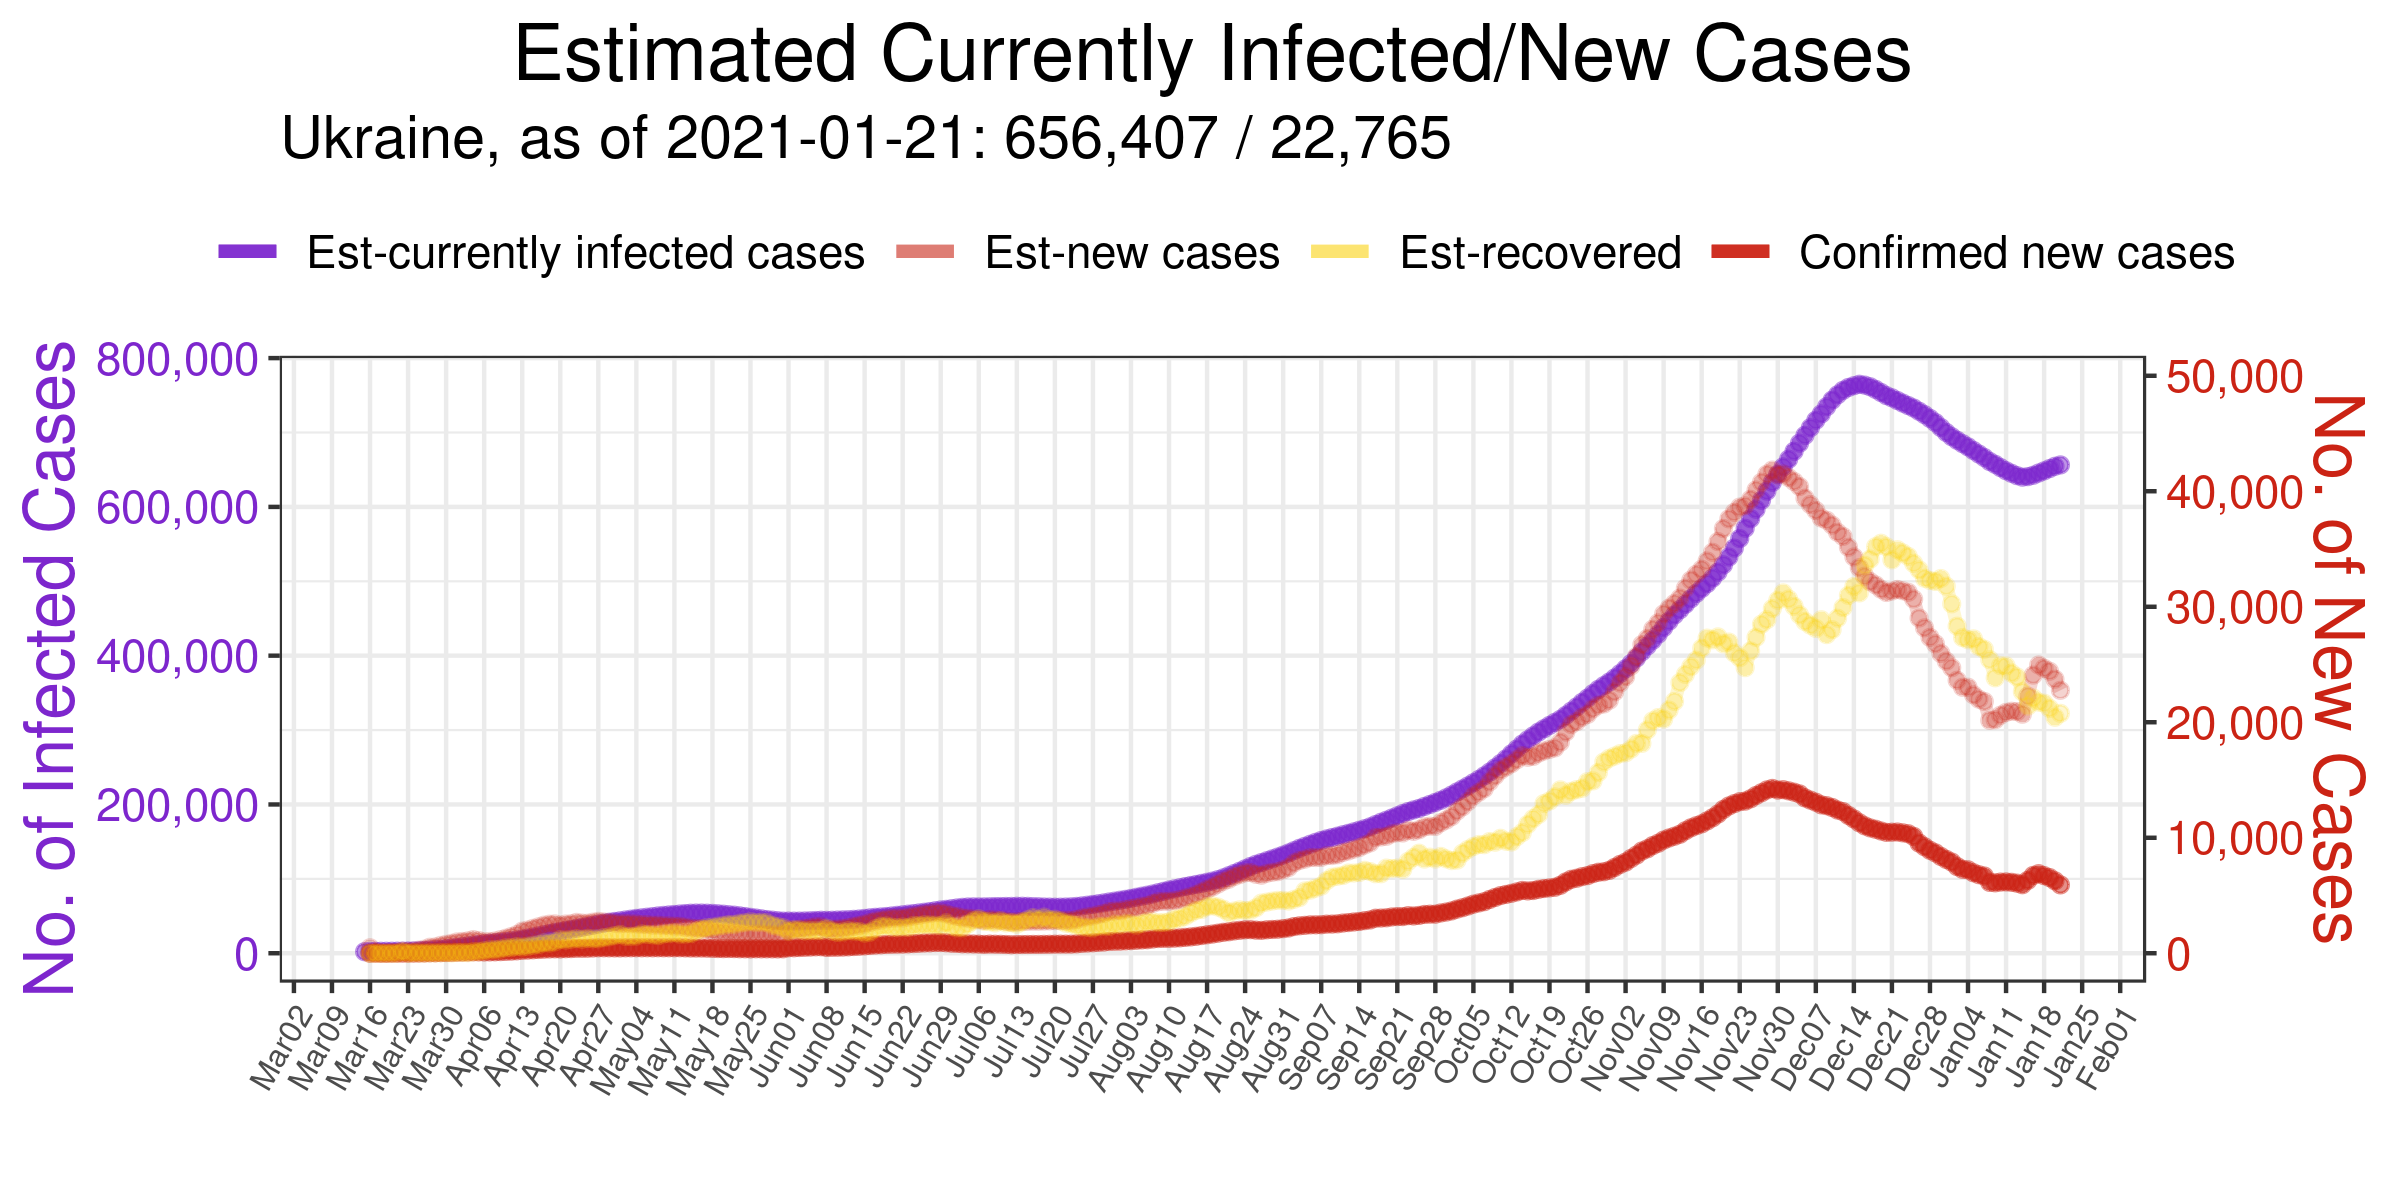 Estimated Currently Infected/New Cases
Ukraine, as of 2021-01-21: 656,407 / 22,765
Est-currently infected cases Est-new cases Est-recovered Confirmed new cases
No. of Infected Cases
800,000
600,000
400,000
200,000
0
50,000
40,000
30,000
20,000
10,000
0
No. of New Cases
Mar02 Mar09 Mar16 Mar23 Mar30 Apr06 Apr13 Apr20 Apr27 May04 May11 May18 May25 Jun01 Jun08 Jun15 Jun22 Jun29 Jul06 Jul13 Jul20 Jul27 Aug03 Aug10 Aug17 Aug24 Aug31 Sep07 Sep14 Sep21 Sep28 Oct05 Oct12 Oct19 Oct26 Nov02 Nov09 Nov16 Nov23 Nov30 Dec07 Dec14 Dec21 Dec28 Jan04 Jan11 Jan18 Jan25 Feb01